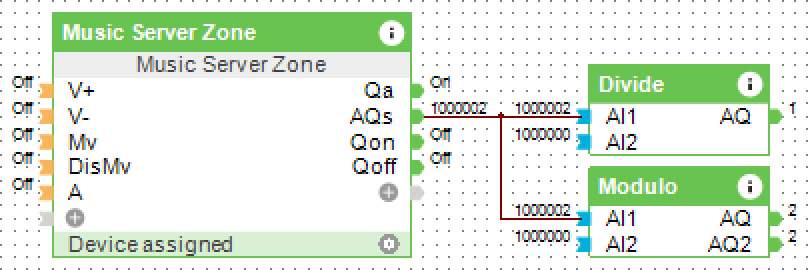 Music Server Zone
i
Music Server Zone
Off V+ Qa On
Off V- AQs 1000002
Off Mv Qon Off
Off DisMv Qoff Off
Off A
Device assigned
Divide
i
1000002 AI1 AQ 1
1000000 AI2
Modulo
i
1000002 AI1 AQ 2
1000000 AI2 AQ2 2